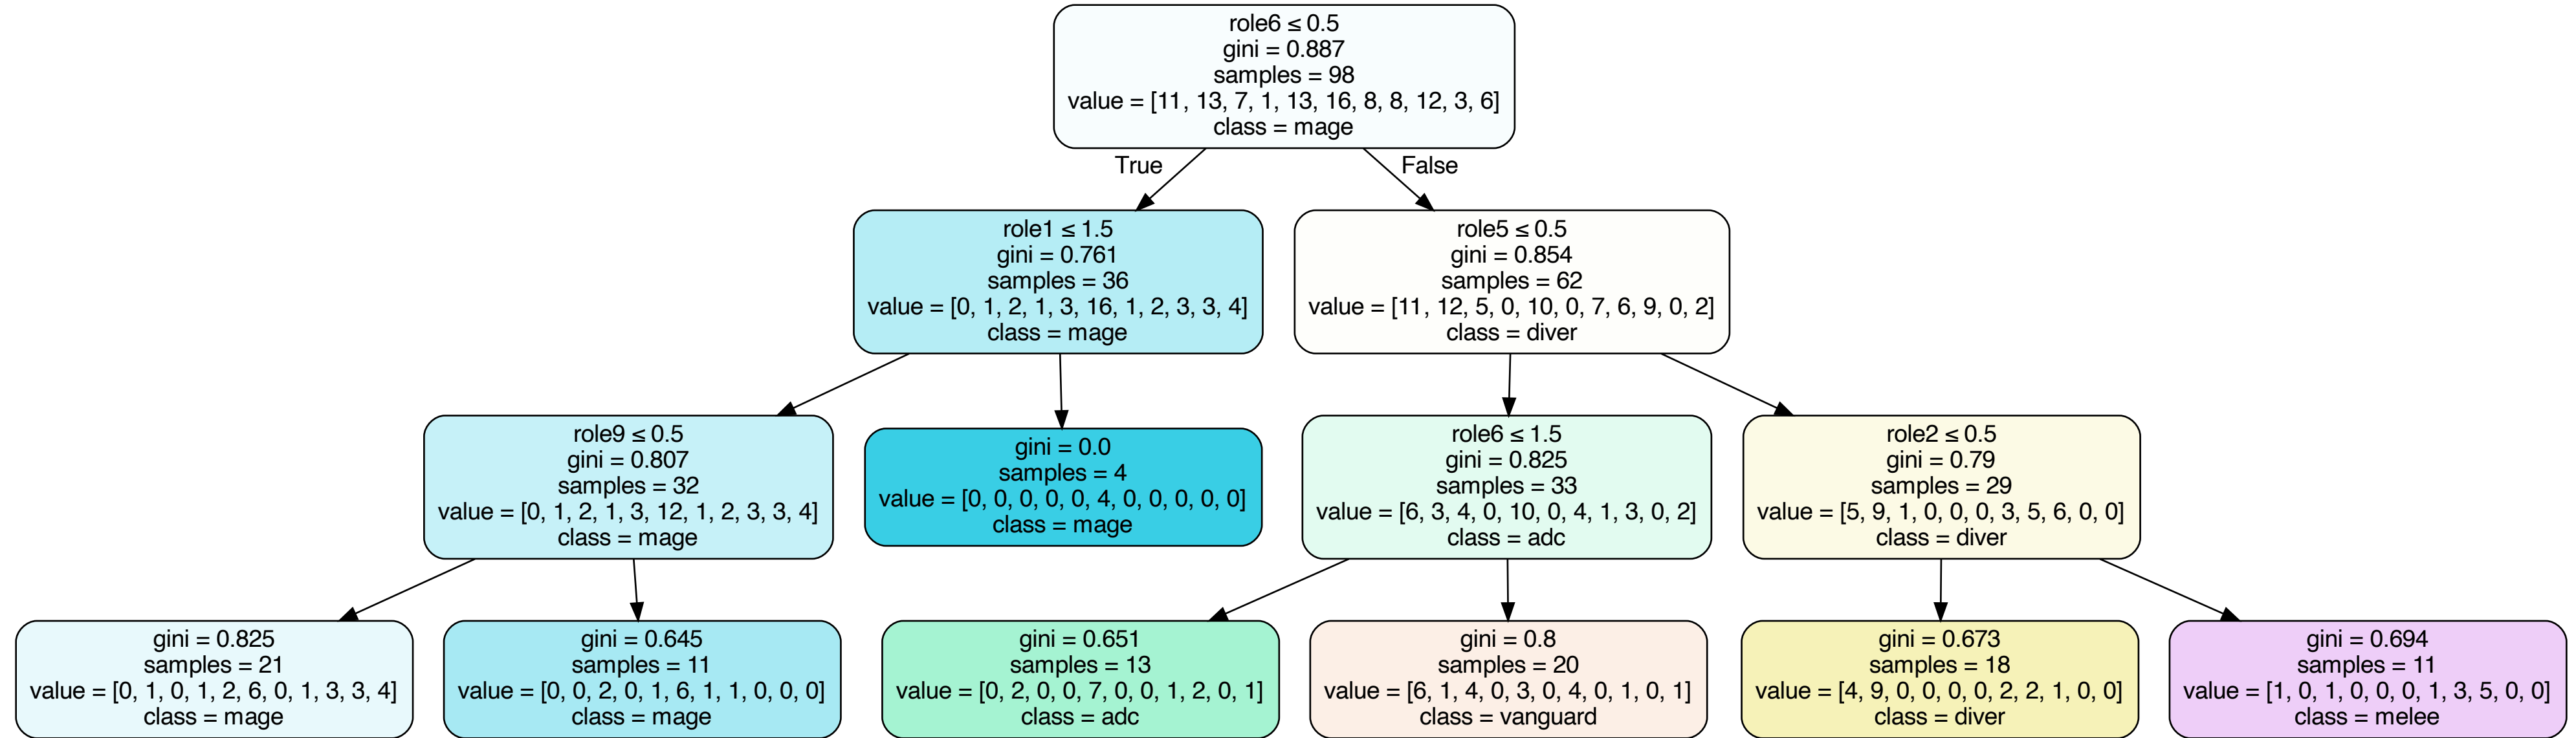 role6 ≤ 0.5
gini = 0.887
samples = 98
value = [11, 13, 7, 1, 13, 16, 8, 8, 12, 3, 6]
class = mage
True
False
role1 ≤ 1.5
gini = 0.761
samples = 36
value = [0, 1, 2, 1, 3, 16, 1, 2, 3, 3, 4]
class = mage
role5 ≤ 0.5
gini = 0.854
samples = 62
value = [11, 12, 5, 0, 10, 0, 7, 6, 9, 0, 2]
class = diver
role9 ≤ 0.5
gini = 0.807
samples = 32
value = [0, 1, 2, 1, 3, 12, 1, 2, 3, 3, 4]
class = mage
gini = 0.0
samples = 4
value = [0, 0, 0, 0, 0, 4, 0, 0, 0, 0, 0]
class = mage
role6 ≤ 1.5
gini = 0.825
samples = 33
value = [6, 3, 4, 0, 10, 0, 4, 1, 3, 0, 2]
class = adc
role2 ≤ 0.5
gini = 0.79
samples = 29
value = [5, 9, 1, 0, 0, 0, 3, 5, 6, 0, 0]
class = diver
gini = 0.825
samples = 21
value = [0, 1, 0, 1, 2, 6, 0, 1, 3, 3, 4]
class = mage
gini = 0.645
samples = 11
value = [0, 0, 2, 0, 1, 6, 1, 1, 0, 0, 0]
class = mage
gini = 0.651
samples = 13
value = [0, 2, 0, 0, 7, 0, 0, 1, 2, 0, 1]
class = adc
gini = 0.8
samples = 20
value = [6, 1, 4, 0, 3, 0, 4, 0, 1, 0, 1]
class = vanguard
gini = 0.673
samples = 18
value = [4, 9, 0, 0, 0, 0, 2, 2, 1, 0, 0]
class = diver
gini = 0.694
samples = 11
value = [1, 0, 1, 0, 0, 0, 1, 3, 5, 0, 0]
class = melee